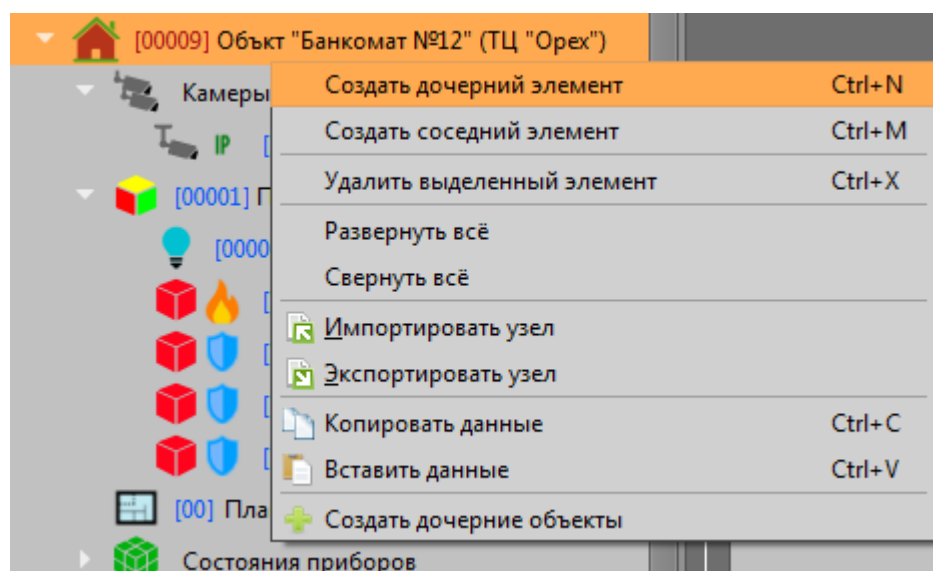 [00009] Объкт "Банкомат №12" (ТЦ "Орех")
Камеры
Создать дочерний элемент Ctrl+N
IP [
Создать соседний элемент Ctrl+M
[00001] П
Удалить выделенный элемент Ctrl+X
[0000
Развернуть всё
Свернуть всё
[
Импортировать узел
[
Экспортировать узел
[
Копировать данные Ctrl+C
[
Вставить данные Ctrl+V
[00] Пла
Создать дочерние объекты
Состояния приборов